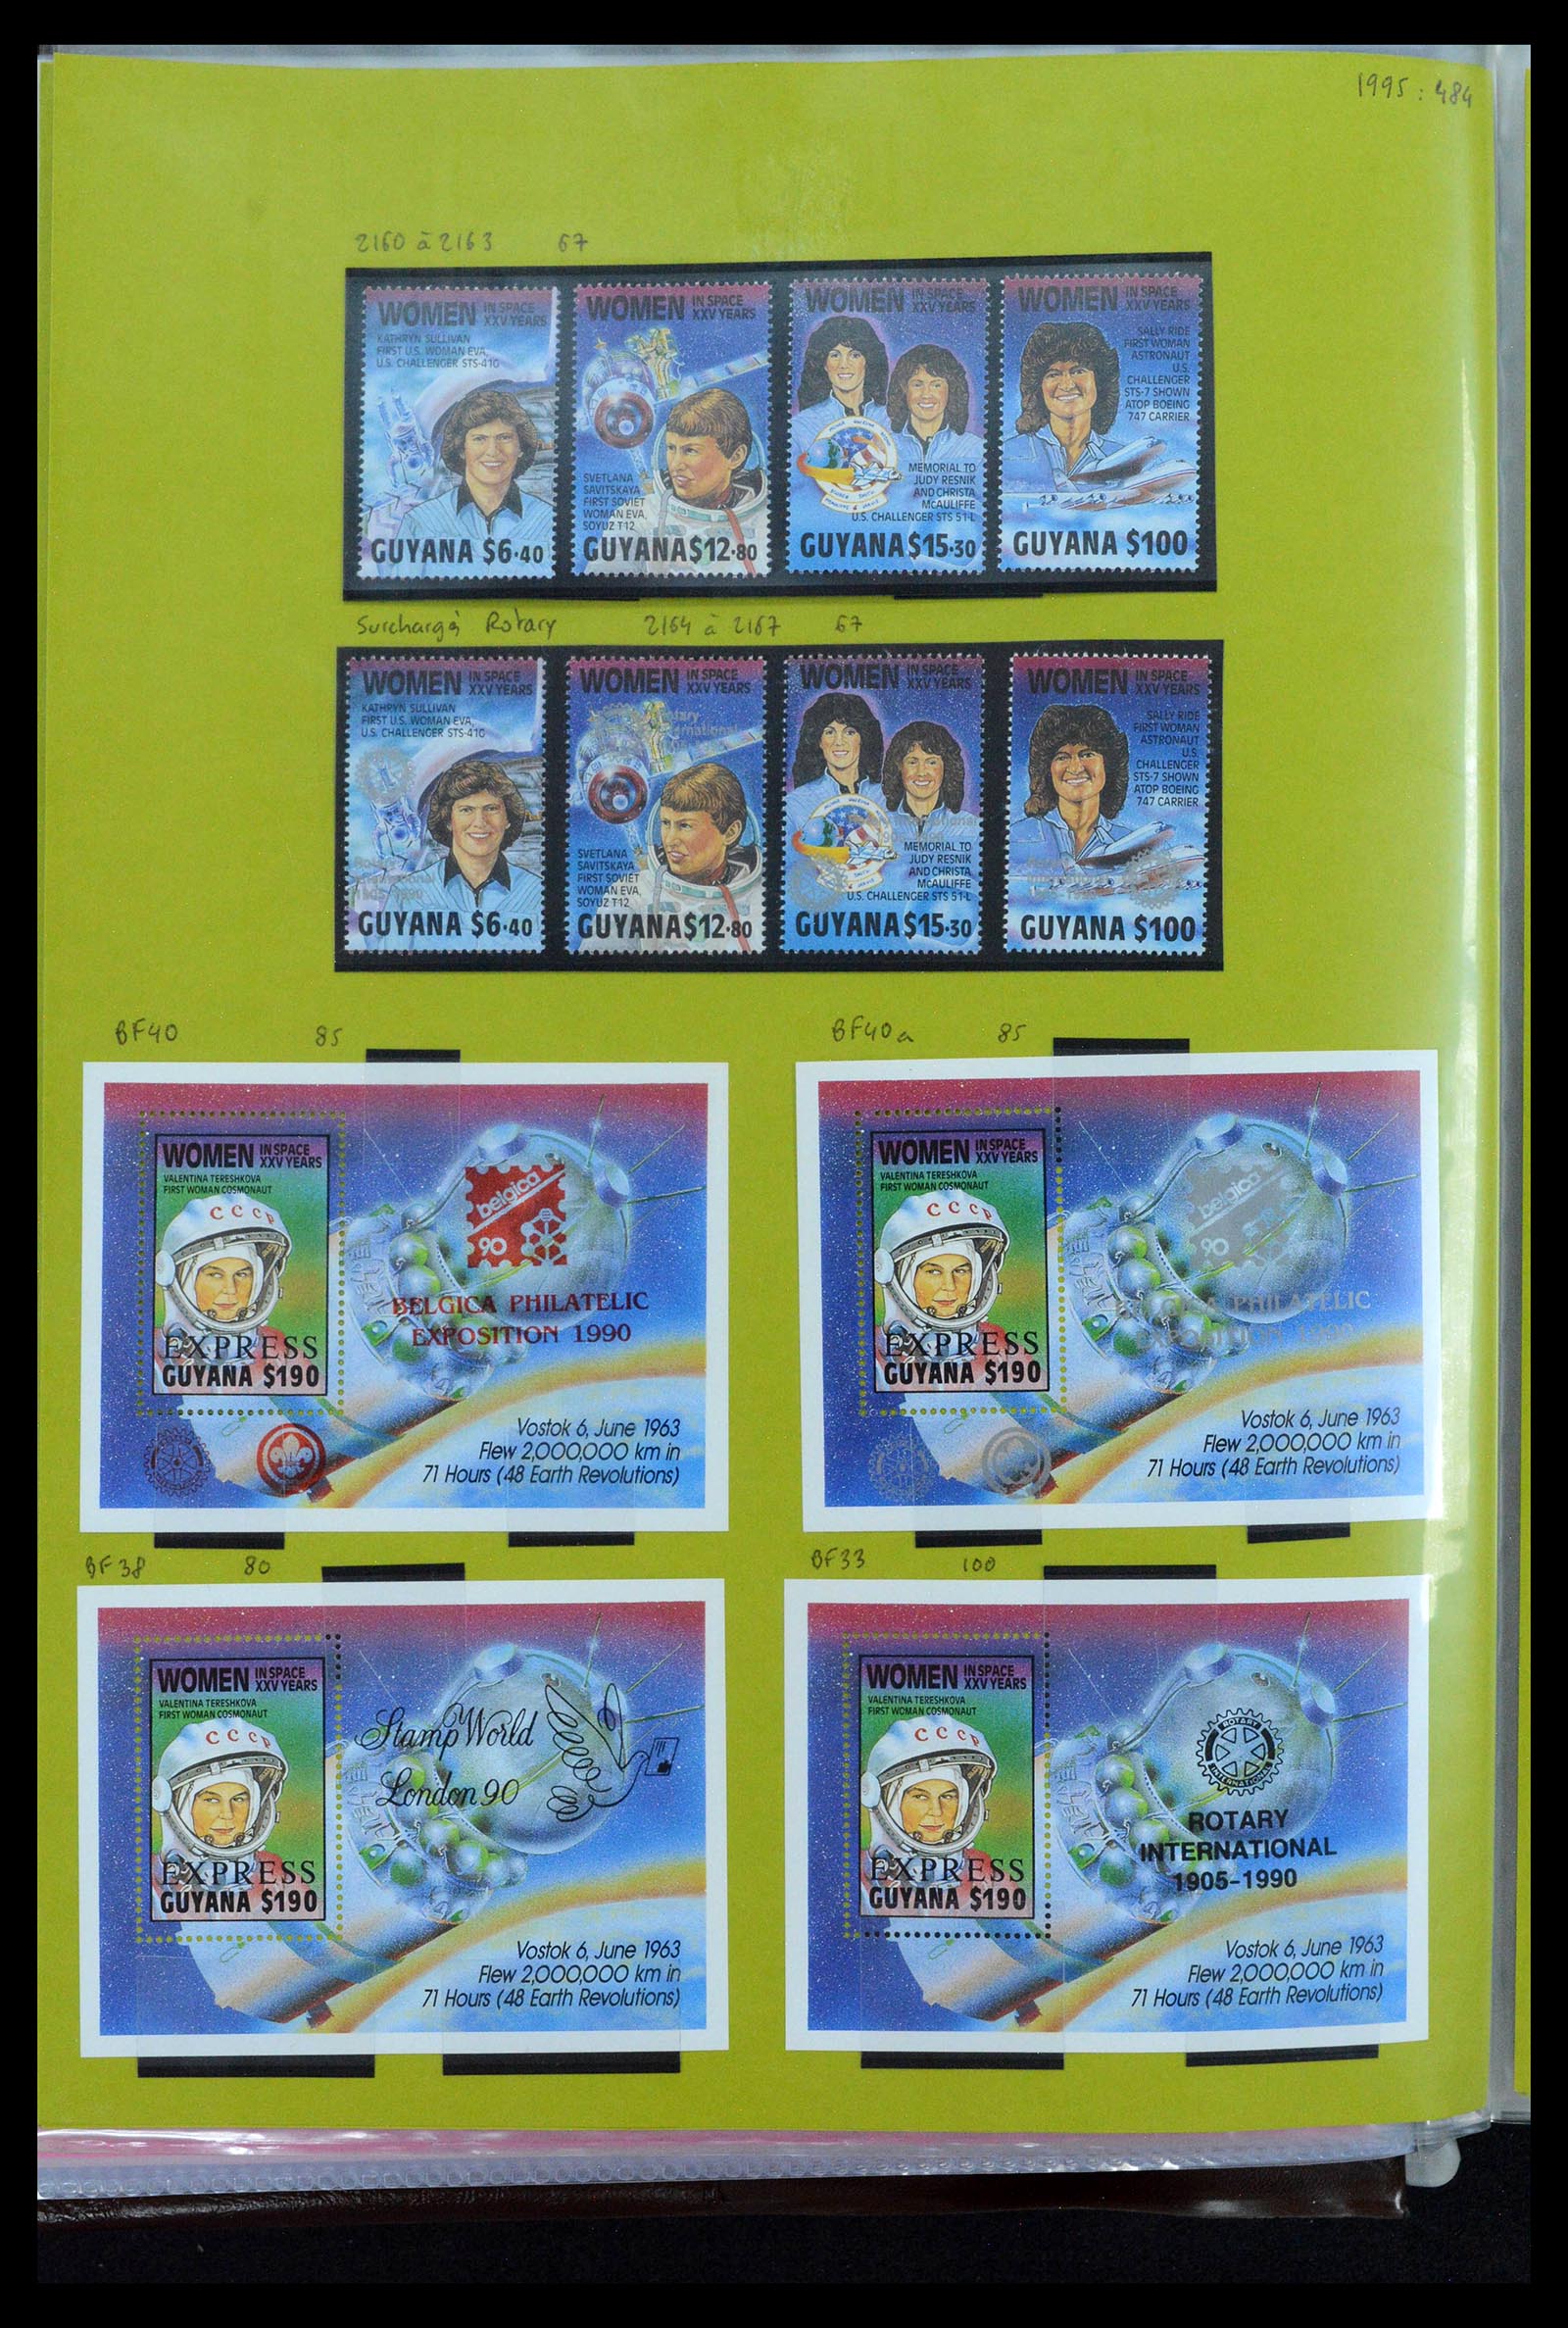 1995 : 484
2160 à 2163 67
WOMEN IN SPACE
XXV YEARS
KATHRYN SULLIVAN
FIRST U.S. WOMAN EVA,
U.S. CHALLENGER STS-41G
GUYANA $6·40
WOMEN IN SPACE
XXV YEARS
SVETLANA
SAVITSKAYA
FIRST SOVIET
WOMAN EVA,
SOYUZ T12
GUYANA $12·80
WOMEN IN SPACE
XXV YEARS
MEMORIAL TO
JUDY RESNIK
AND CHRISTA
MCAULIFFE
U.S. CHALLENGER STS 51-L
GUYANA $15·30
WOMEN IN SPACE
XXV YEARS
SALLY RIDE
FIRST WOMAN
ASTRONAUT
U.S.
CHALLENGER
STS-7 SHOWN
ATOP BOEING
747 CARRIER
GUYANA $100
Surchargé Rotary 2164 à 2167 67
WOMEN IN SPACE
XXV YEARS
KATHRYN SULLIVAN
FIRST U.S. WOMAN EVA,
U.S. CHALLENGER STS-41G
GUYANA $6·40
WOMEN IN SPACE
XXV YEARS
SVETLANA
SAVITSKAYA
FIRST SOVIET
WOMAN EVA,
SOYUZ T12
GUYANA $12·80
WOMEN IN SPACE
XXV YEARS
MEMORIAL TO
JUDY RESNIK
AND CHRISTA
MCAULIFFE
U.S. CHALLENGER STS 51-L
GUYANA $15·30
WOMEN IN SPACE
XXV YEARS
SALLY RIDE
FIRST WOMAN
ASTRONAUT
U.S.
CHALLENGER
STS-7 SHOWN
ATOP BOEING
747 CARRIER
GUYANA $100
BF40 85
WOMEN IN SPACE
XXV YEARS
VALENTINA TERESHKOVA
FIRST WOMAN COSMONAUT
CCCP
EXPRESS
GUYANA $190
belgica
90
BELGICA PHILATELIC
EXPOSITION 1990
Vostok 6, June 1963
Flew 2,000,000 km in
71 Hours (48 Earth Revolutions)
BF40a 85
WOMEN IN SPACE
XXV YEARS
VALENTINA TERESHKOVA
FIRST WOMAN COSMONAUT
CCCP
EXPRESS
GUYANA $190
belgica
90
BELGICA PHILATELIC
EXPOSITION 1990
Vostok 6, June 1963
Flew 2,000,000 km in
71 Hours (48 Earth Revolutions)
BF38 80
WOMEN IN SPACE
XXV YEARS
VALENTINA TERESHKOVA
FIRST WOMAN COSMONAUT
CCCP
EXPRESS
GUYANA $190
Stamp World
London 90
Vostok 6, June 1963
Flew 2,000,000 km in
71 Hours (48 Earth Revolutions)
BF33 100
WOMEN IN SPACE
XXV YEARS
VALENTINA TERESHKOVA
FIRST WOMAN COSMONAUT
CCCP
EXPRESS
GUYANA $190
ROTARY
INTERNATIONAL
ROTARY
INTERNATIONAL
1905-1990
Vostok 6, June 1963
Flew 2,000,000 km in
71 Hours (48 Earth Revolutions)